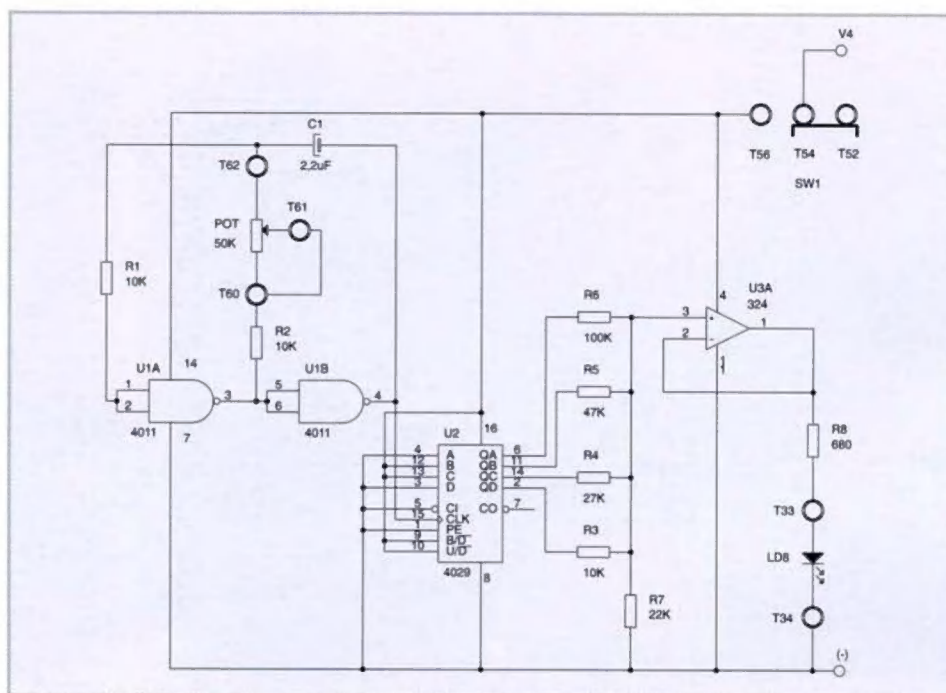 V4
T56 T54 T52
SW1
C1
2,2uF
T62
T61
POT
50K
R1
10K
T60
R2
10K
U1A
14
1
2
3
4011
7
U1B
5
6
4
4011
R6
100K
R5
47K
R4
27K
R3
10K
R7
22K
U3A
324
4
3
2
1
+
-
R8
680
T33
LD8
T34
(-)
U2
16
4 A QA 6
12 B QB 11
13 C QC 14
3 D QD 2
5 CI CO 7
15 CLK
1 PE
9 B/D
10 U/D
4029
8